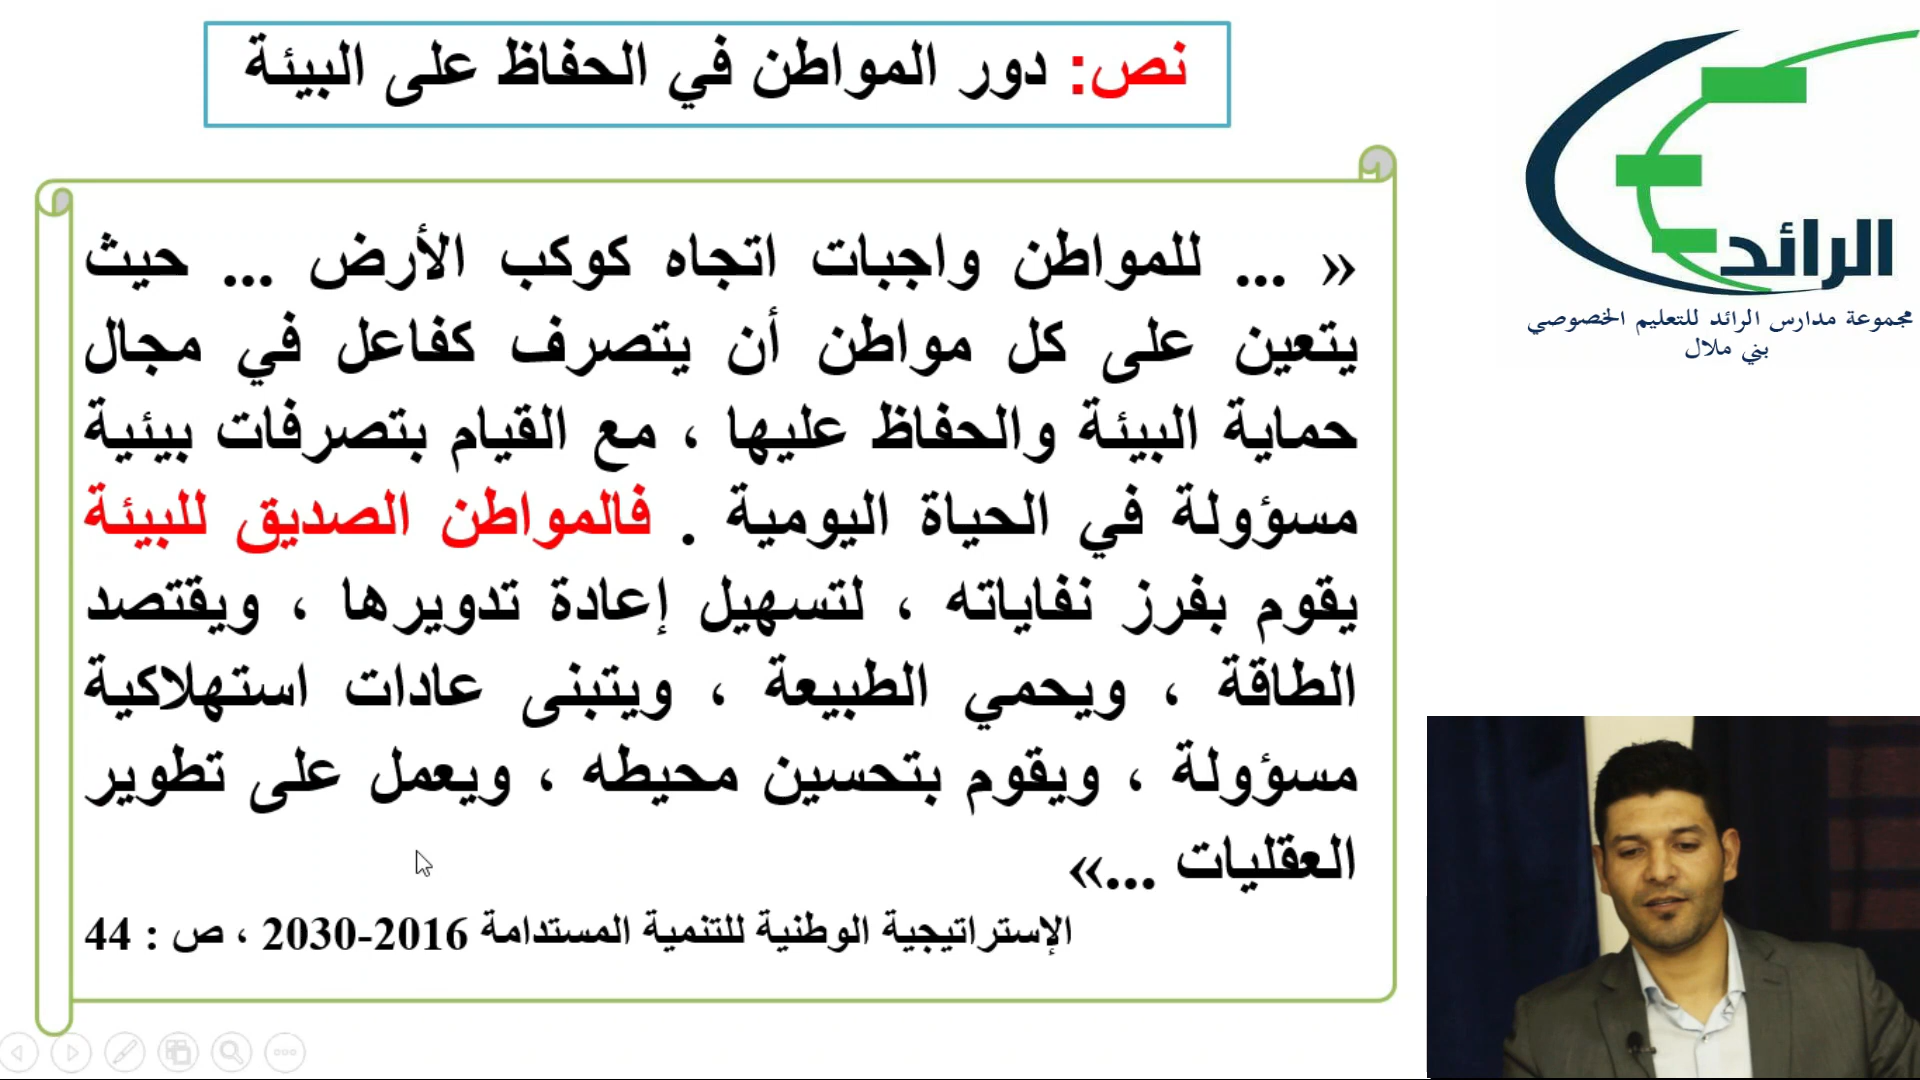 نص: دور المواطن في الحفاظ على البيئة
« ... للمواطن واجبات اتجاه كوكب الأرض ... حيث
يتعين على كل مواطن أن يتصرف كفاعل في مجال
حماية البيئة والحفاظ عليها ، مع القيام بتصرفات بيئية
مسؤولة في الحياة اليومية . فالمواطن الصديق للبيئة
يقوم بفرز نفاياته ، لتسهيل إعادة تدويرها ، ويقتصد
الطاقة ، ويحمي الطبيعة ، ويتبنى عادات استهلاكية
مسؤولة ، ويقوم بتحسين محيطه ، ويعمل على تطوير
العقليات ...»
الإستراتيجية الوطنية للتنمية المستدامة 2016-2030 ، ص : 44
الرائد
مجموعة مدارس الرائد للتعليم الخصوصي
بني ملال